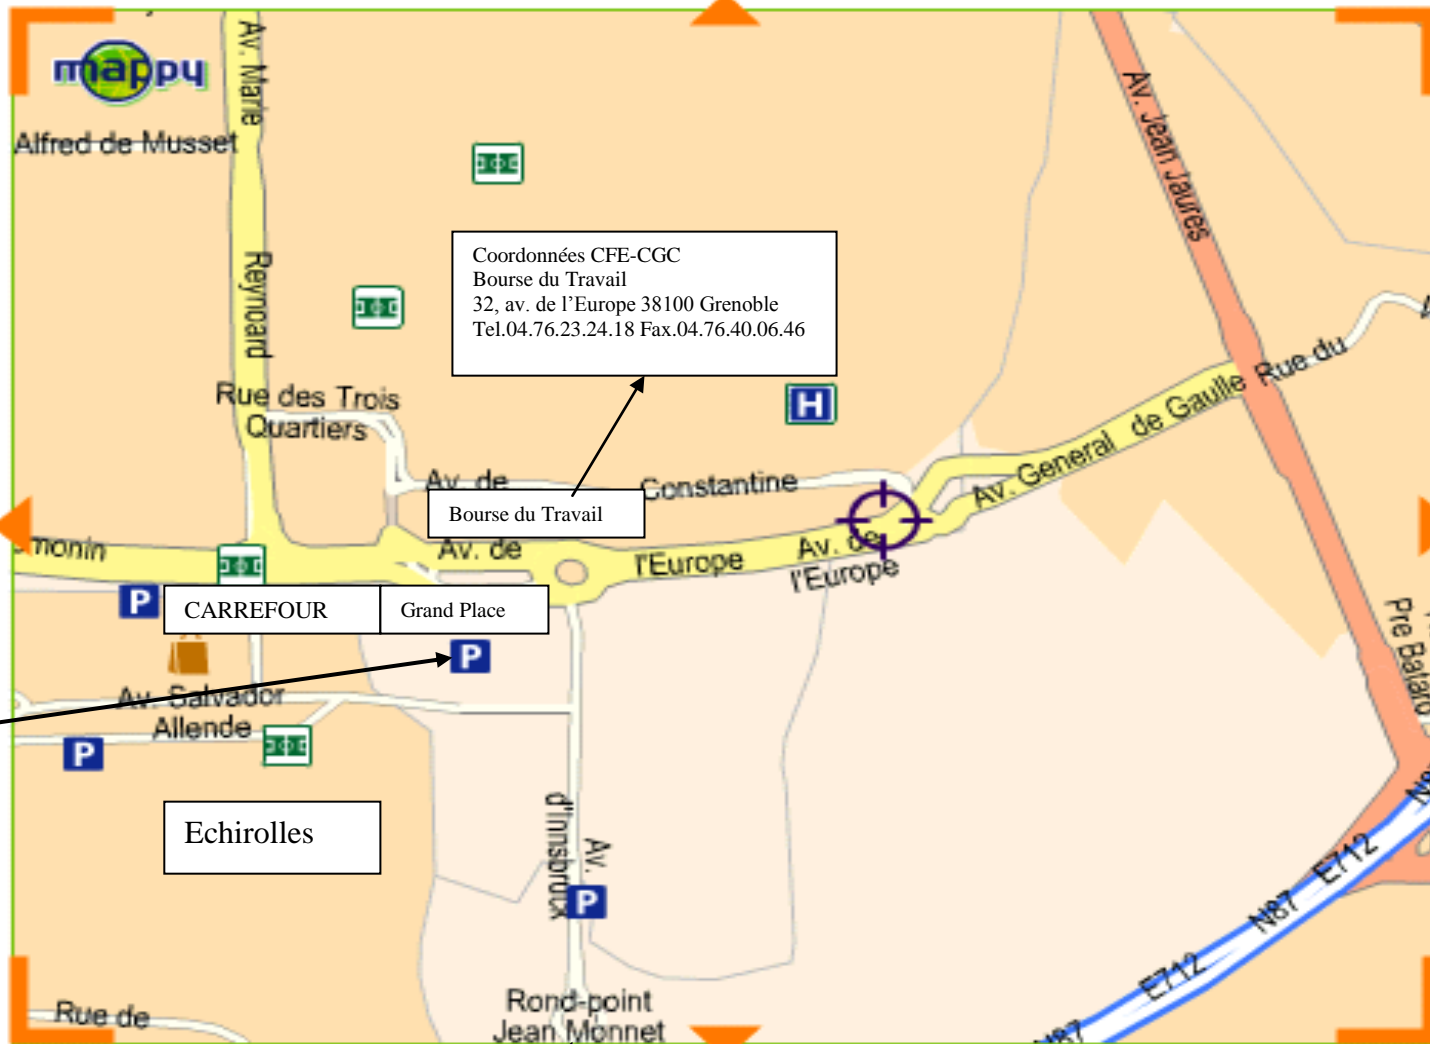 Av. Marie
mappy
Alfred de Musset
Av. Jean Jaures
Coordonnées CFE-CGC
Bourse du Travail
32, av. de l’Europe 38100 Grenoble
Tel.04.76.23.24.18 Fax.04.76.40.06.46
Reynoard
Rue du
Rue des Trois
Quartiers
H
Av. General de Gaulle
Av. de
Constantine
Bourse du Travail
Av. de
l'Europe
Av. de
l'Europe
P
CARREFOUR
Grand Place
P
Pre Batard
Av. Salvador
Allende
P
Echirolles
Av.
d'Innsbruck
P
E712
N87
E712
N87
Rue de
Rond-point
Jean Monnet